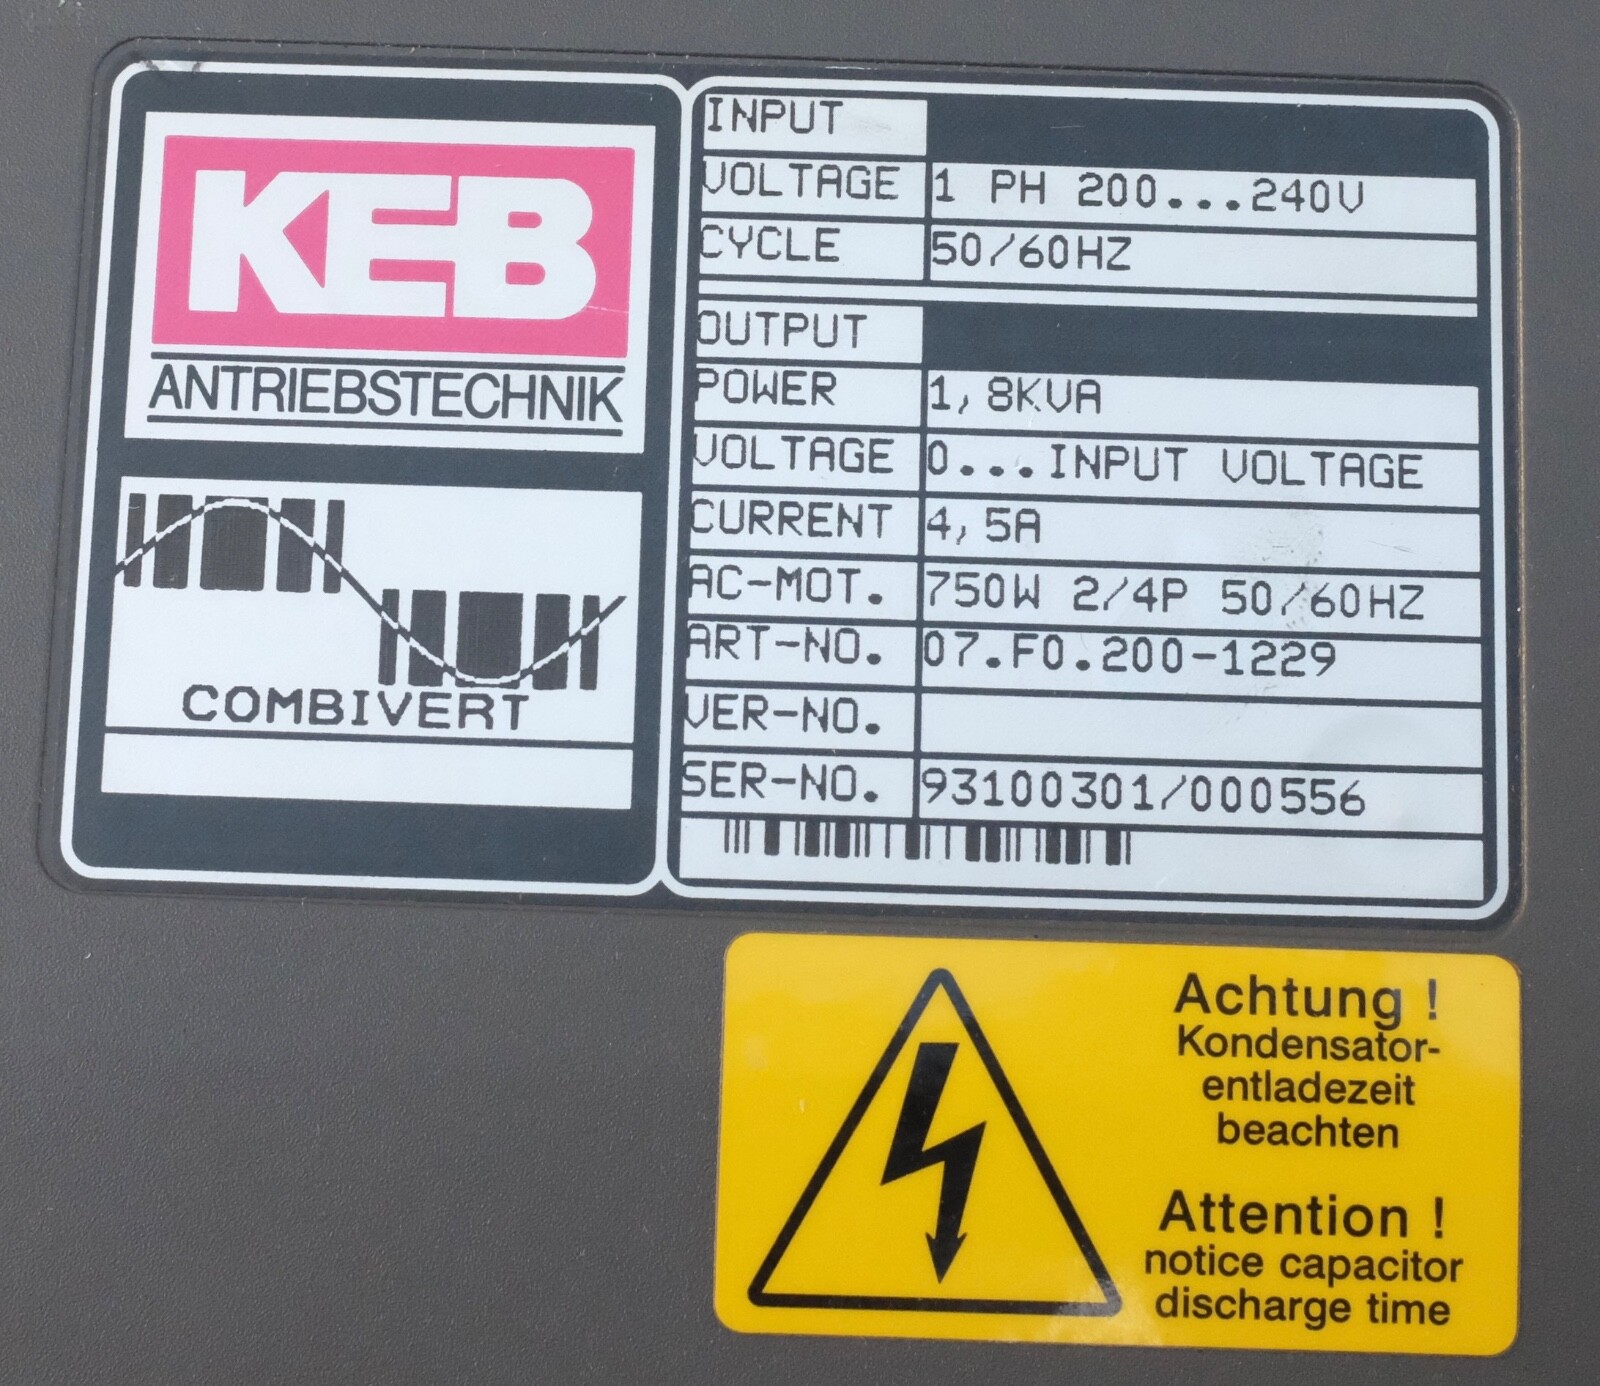 KEB
ANTRIEBSTECHNIK
COMBIVERT
INPUT
VOLTAGE 1 PH 200...240V
CYCLE 50/60HZ
OUTPUT
POWER 1,8KVA
VOLTAGE 0...INPUT VOLTAGE
CURRENT 4,5A
AC-MOT. 750W 2/4P 50/60HZ
ART-NO. 07.F0.200-1229
VER-NO.
SER-NO. 93100301/000556
Achtung !
Kondensator-
entladezeit
beachten
Attention !
notice capacitor
discharge time